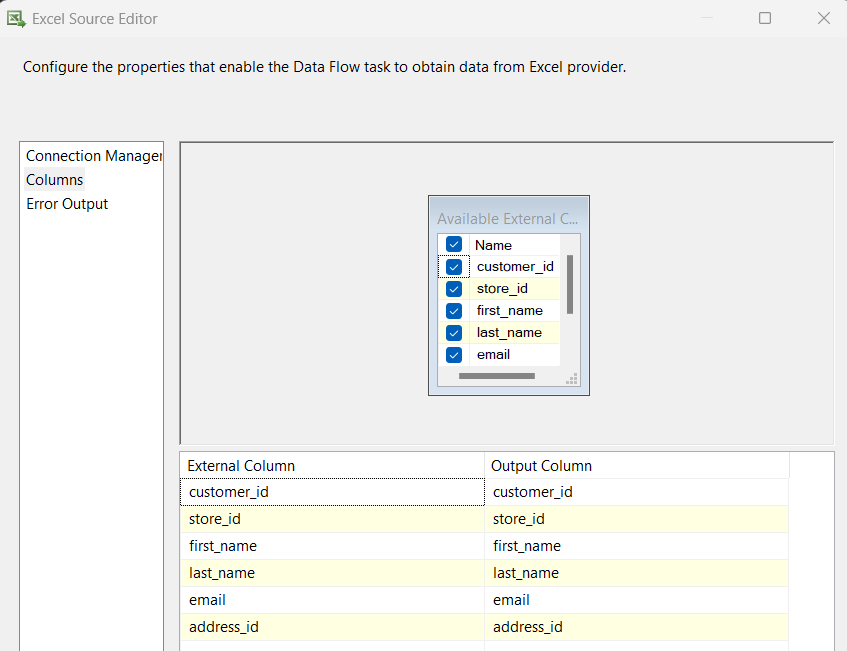 Excel Source Editor
Configure the properties that enable the Data Flow task to obtain data from Excel provider.
Connection Manager
Columns
Error Output
Available External C...
Name
customer_id
store_id
first_name
last_name
email
External Column Output Column
customer_id customer_id
store_id store_id
first_name first_name
last_name last_name
email email
address_id address_id